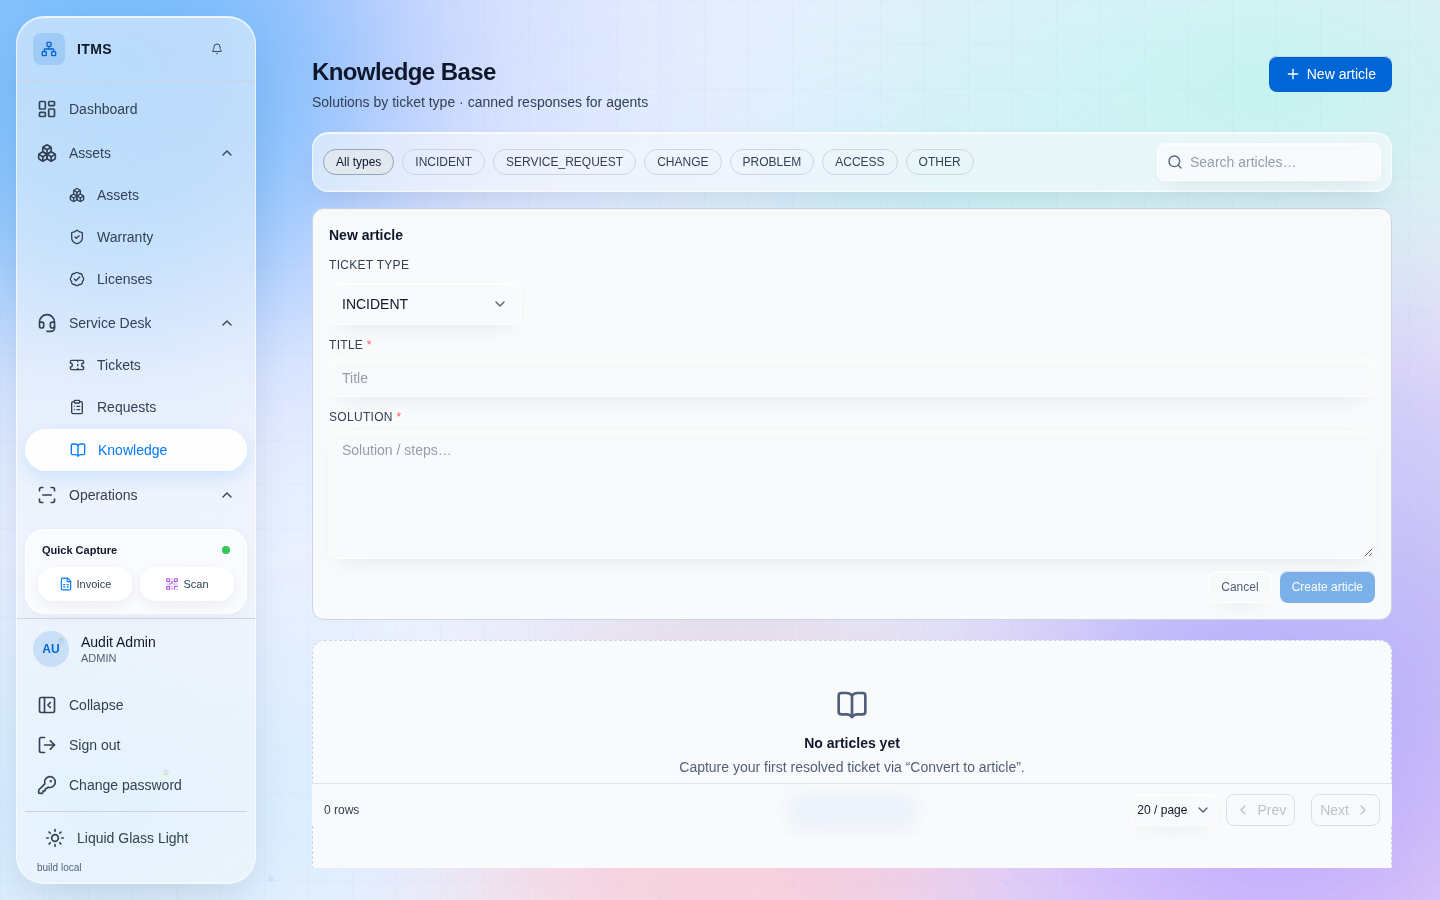 ITMS
Dashboard
Assets
Assets
Warranty
Licenses
Service Desk
Tickets
Requests
Knowledge
Operations
Quick Capture
Invoice
Scan
AU
Audit Admin
ADMIN
Collapse
Sign out
Change password
Liquid Glass Light
build local
Knowledge Base
Solutions by ticket type · canned responses for agents
New article
All types
INCIDENT
SERVICE_REQUEST
CHANGE
PROBLEM
ACCESS
OTHER
Search articles…
New article
TICKET TYPE
INCIDENT
TITLE *
Title
SOLUTION *
Solution / steps…
Cancel
Create article
No articles yet
Capture your first resolved ticket via “Convert to article”.
0 rows
20 / page
Prev
Next